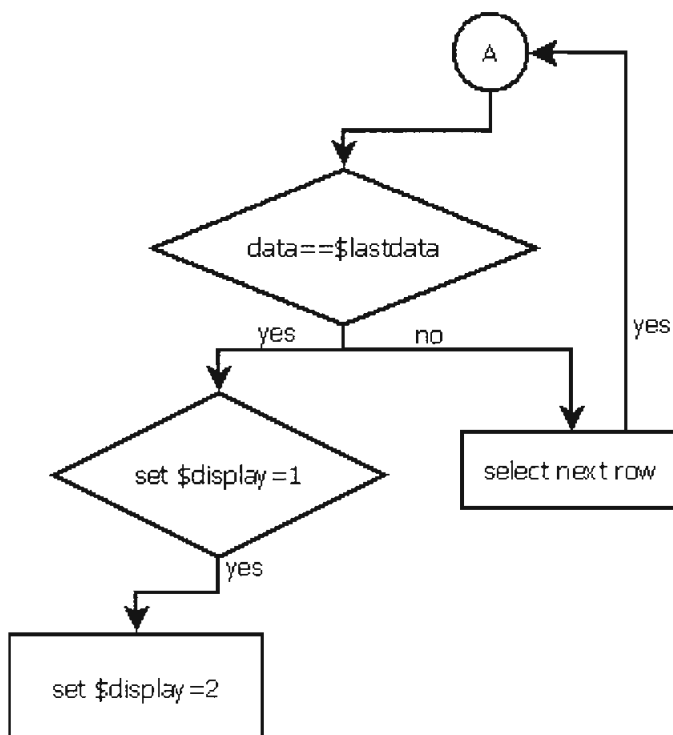 A
data==$lastdata
yes
no
yes
set $display=1
select next row
yes
set $display=2